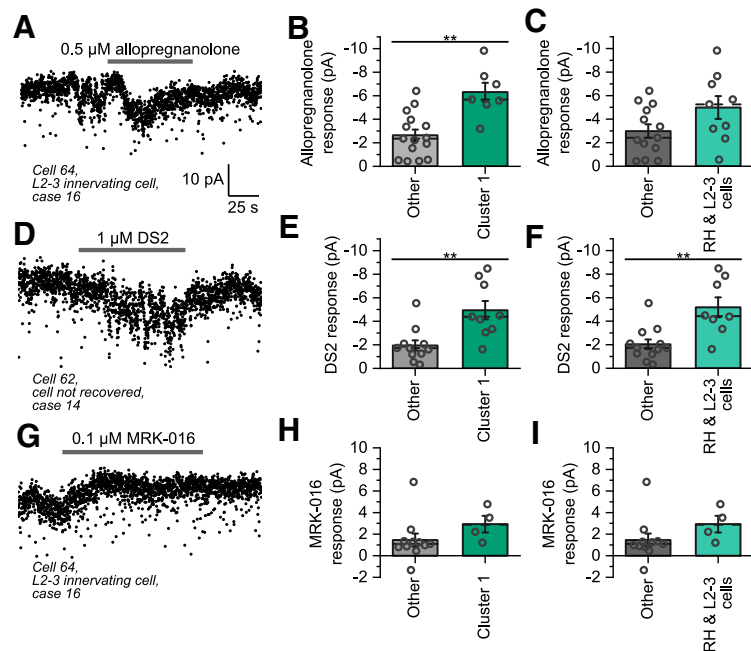 A
0.5 µM allopregnanolone
Cell 64,
L2-3 innervating cell,
case 16
10 pA
25 s
B
Allopregnanolone
response (pA)
-10
-8
-6
-4
-2
0
**
Other
Cluster 1
C
Allopregnanolone
response (pA)
-10
-8
-6
-4
-2
0
Other
RH & L2-3
cells
D
1 µM DS2
Cell 62,
cell not recovered,
case 14
E
DS2 response (pA)
-10
-8
-6
-4
-2
0
**
Other
Cluster 1
F
DS2 response (pA)
-10
-8
-6
-4
-2
0
**
Other
RH & L2-3
cells
G
0.1 µM MRK-016
Cell 64,
L2-3 innervating cell,
case 16
H
MRK-016
response (pA)
10
8
6
4
2
0
-2
Other
Cluster 1
I
MRK-016
response (pA)
10
8
6
4
2
0
-2
Other
RH & L2-3
cells